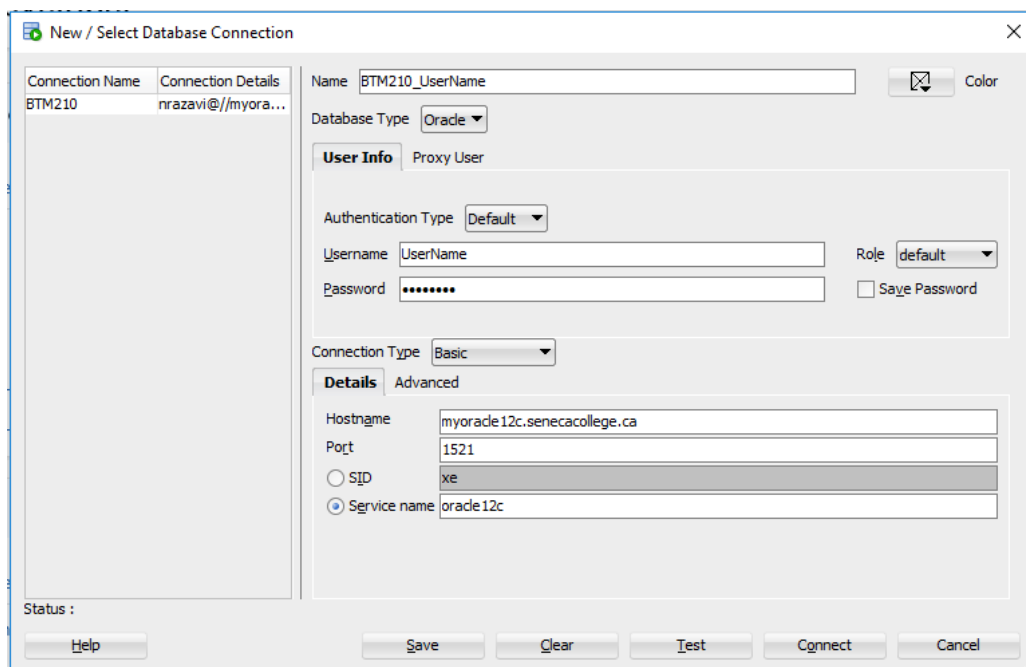 New / Select Database Connection
Connection Name Connection Details
BTM210 nrazavi@//myora...
Name BTM210_UserName Color
Database Type Oracle
User Info Proxy User
Authentication Type Default
Username UserName Role default
Password •••••••• Save Password
Connection Type Basic
Details Advanced
Hostname myoracle12c.senecacollege.ca
Port 1521
SID xe
Service name oracle12c
Status :
Help Save Clear Test Connect Cancel